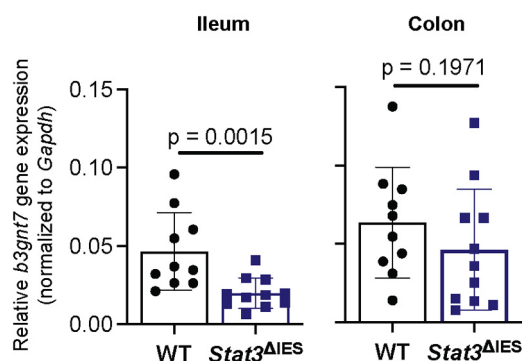 Ileum
Colon
Relative b3gnt7 gene expression
(normalized to Gapdh)
0.15
0.10
0.05
0.00
p = 0.0015
p = 0.1971
WT
Stat3ΔIES
WT
Stat3ΔIES